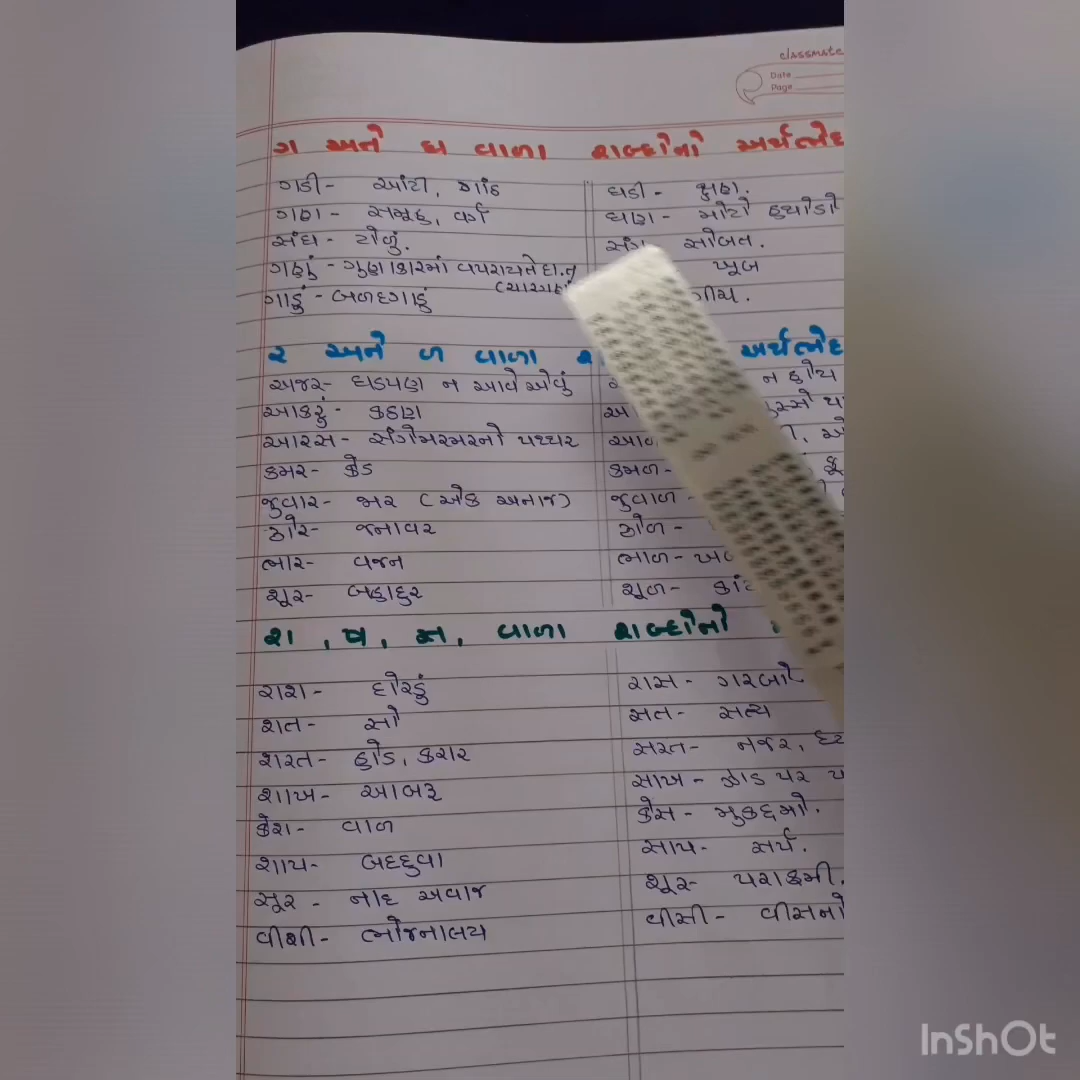 classmate
Date
Page
ગ અને ઘ વાળા શબ્દોનો અર્થભેદ
ગડી - આંટી, ગાંઠ ઘડી - ક્ષણ.
ગણ - સમૂહ, વર્ગ ઘણ - મોટો હથોડો
સંઘ - ટોળું. સોબત.
ગણું - ગુણાકારમાં વપરાય તે દા.ત ખૂબ
(ચારગણું
ગાડું - બળદગાડું
ર અને ળ વાળા અર્થભેદ
અજર - ઘડપણ ન આવે એવું ન હોય
આકરું - કઠણ
આરસ - સંગેમરમરનો પથ્થર
કમર - કેડ કમળ -
જુવાર - જાર (એક અનાજ) જુવાળ -
ઢોર - જનાવર ઢોળ -
ભાર - વજન ભાળ -
શૂર - બહાદુર શૂળ -
શ, ષ, સ, વાળા શબ્દોનો
રાશ - દોરડું રાસ - ગરબો
શત - સો સત - સત્ય
શરત - હોડ, કરાર સરત - નજર,
શાખ - આબરૂ સાખ - ઝાડ પર
કેશ - વાળ કેસ - મુકદ્દમો.
શાપ - બદદુવા સાપ - સર્પ.
સૂર - નાદ અવાજ શૂર - પરાક્રમી.
વીશી - ભોજનાલય વીસી - વીસનો
InShOt